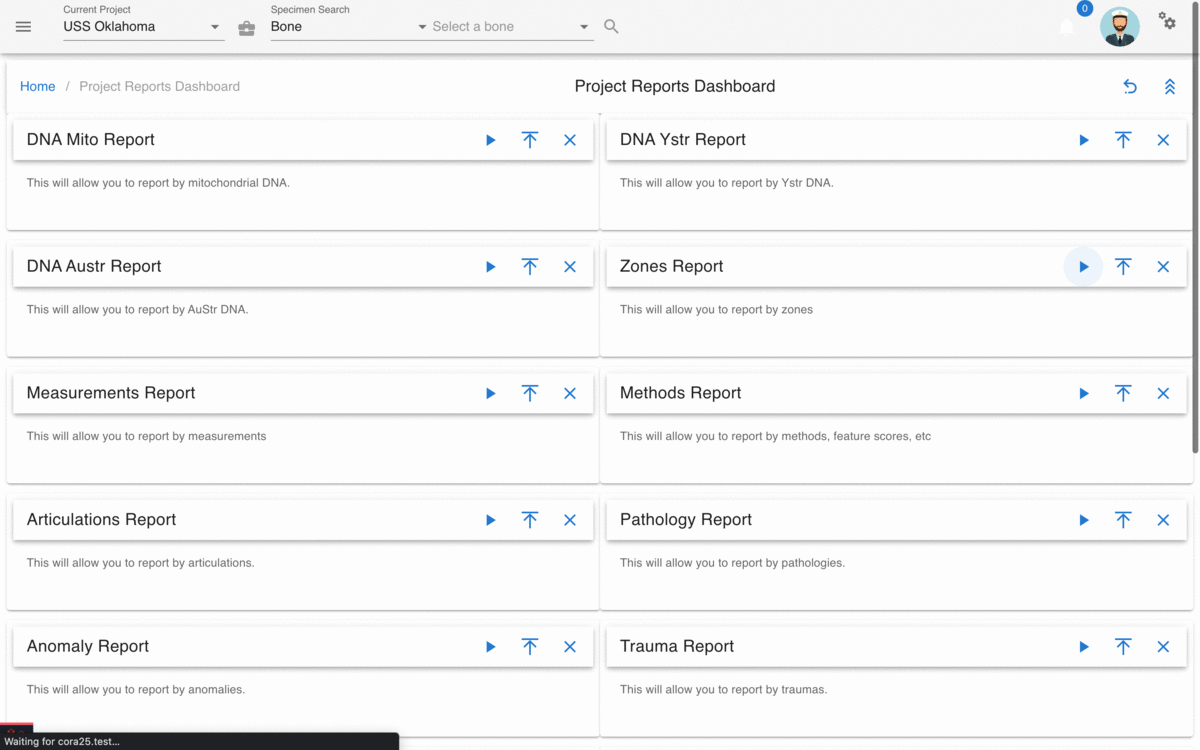 Current Project
Specimen Search
0
USS Oklahoma
Bone
Select a bone
Home / Project Reports Dashboard
Project Reports Dashboard
DNA Mito Report
This will allow you to report by mitochondrial DNA.
DNA Ystr Report
This will allow you to report by Ystr DNA.
DNA Austr Report
This will allow you to report by AuStr DNA.
Zones Report
This will allow you to report by zones
Measurements Report
This will allow you to report by measurements
Methods Report
This will allow you to report by methods, feature scores, etc
Articulations Report
This will allow you to report by articulations.
Pathology Report
This will allow you to report by pathologies.
Anomaly Report
This will allow you to report by anomalies.
Trauma Report
This will allow you to report by traumas.
Waiting for cora25.test...